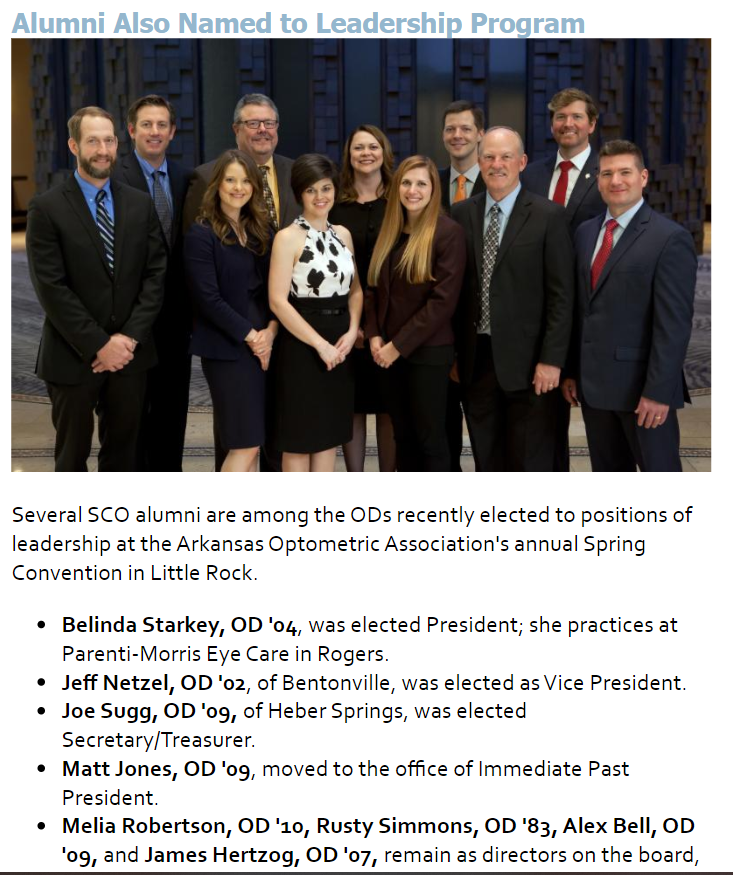 Alumni Also Named to Leadership Program
Several SCO alumni are among the ODs recently elected to positions of
leadership at the Arkansas Optometric Association's annual Spring
Convention in Little Rock.
• Belinda Starkey, OD '04, was elected President; she practices at
Parenti-Morris Eye Care in Rogers.
• Jeff Netzel, OD '02, of Bentonville, was elected as Vice President.
• Joe Sugg, OD '09, of Heber Springs, was elected
Secretary/Treasurer.
• Matt Jones, OD '09, moved to the office of Immediate Past
President.
• Melia Robertson, OD '10, Rusty Simmons, OD '83, Alex Bell, OD
'09, and James Hertzog, OD '07, remain as directors on the board,